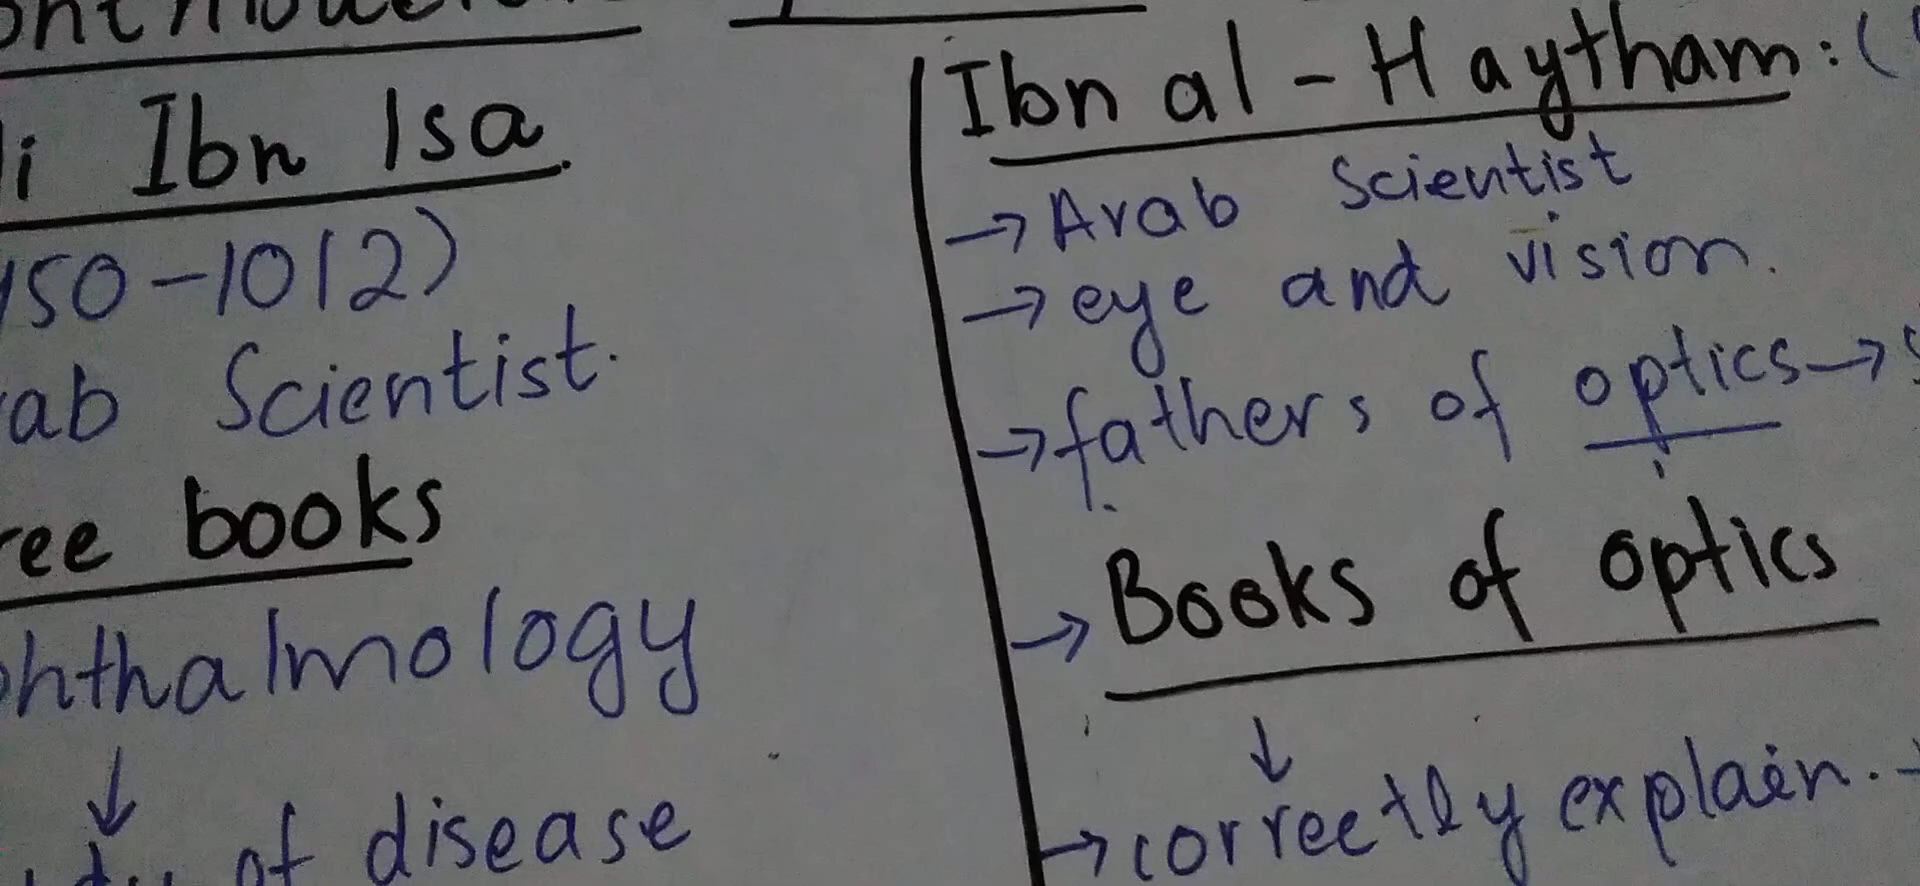 Ibn Isa.
150-1012)
ab Scientist.
ree books
hthalmology
↓
of disease
Ibn al-Haytham: (
→ Arab Scientist
→ eye and vision.
→ fathers of optics →
→ Books of optics
↓
→ correctly explain.